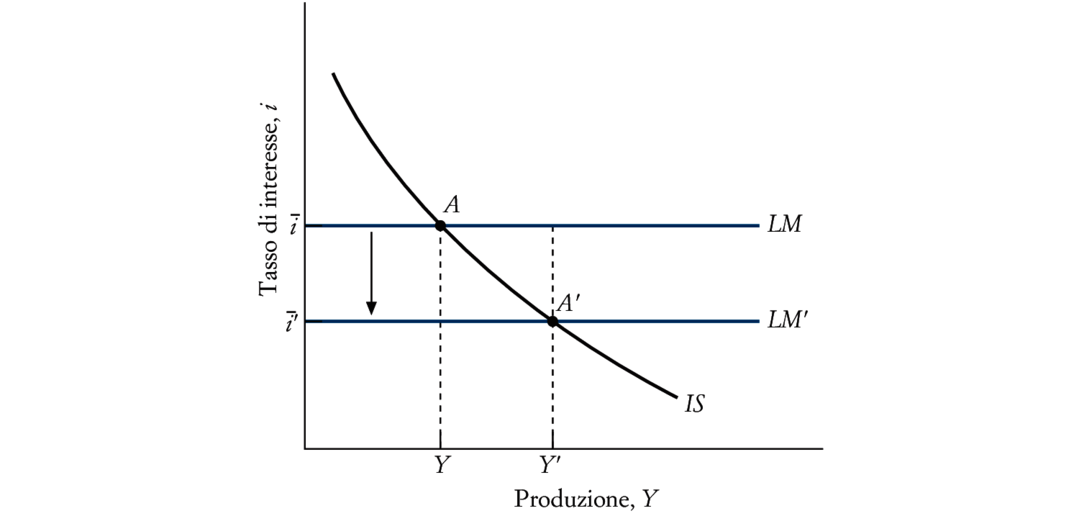 Tasso di interesse, i
A
i̅
LM
A′
i̅′
LM′
IS
Y
Y′
Produzione, Y